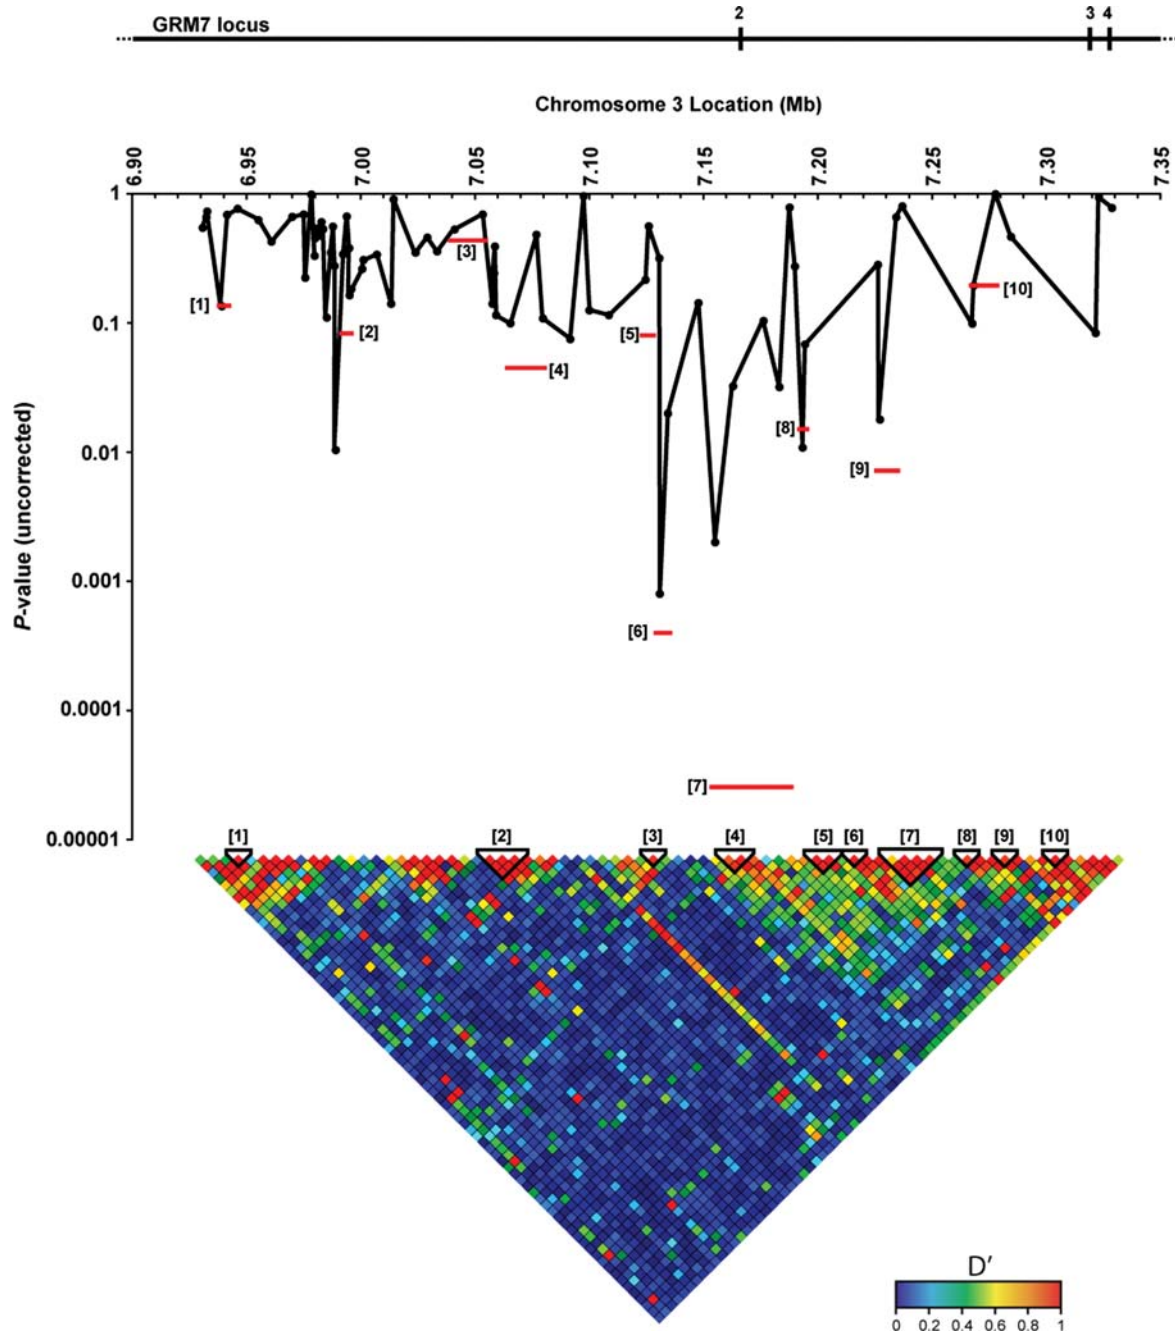 2
3 4
GRM7 locus
Chromosome 3 Location (Mb)
6.90 6.95 7.00 7.05 7.10 7.15 7.20 7.25 7.30 7.35
1
[3]
[10]
[1]
0.1
[2]
[5]
[4]
[8]
0.01
[9]
P-value (uncorrected)
0.001
[6]
0.0001
[7]
0.00001
[1] [2] [3] [4] [5] [6] [7] [8] [9] [10]
D'
0 0.2 0.4 0.6 0.8 1